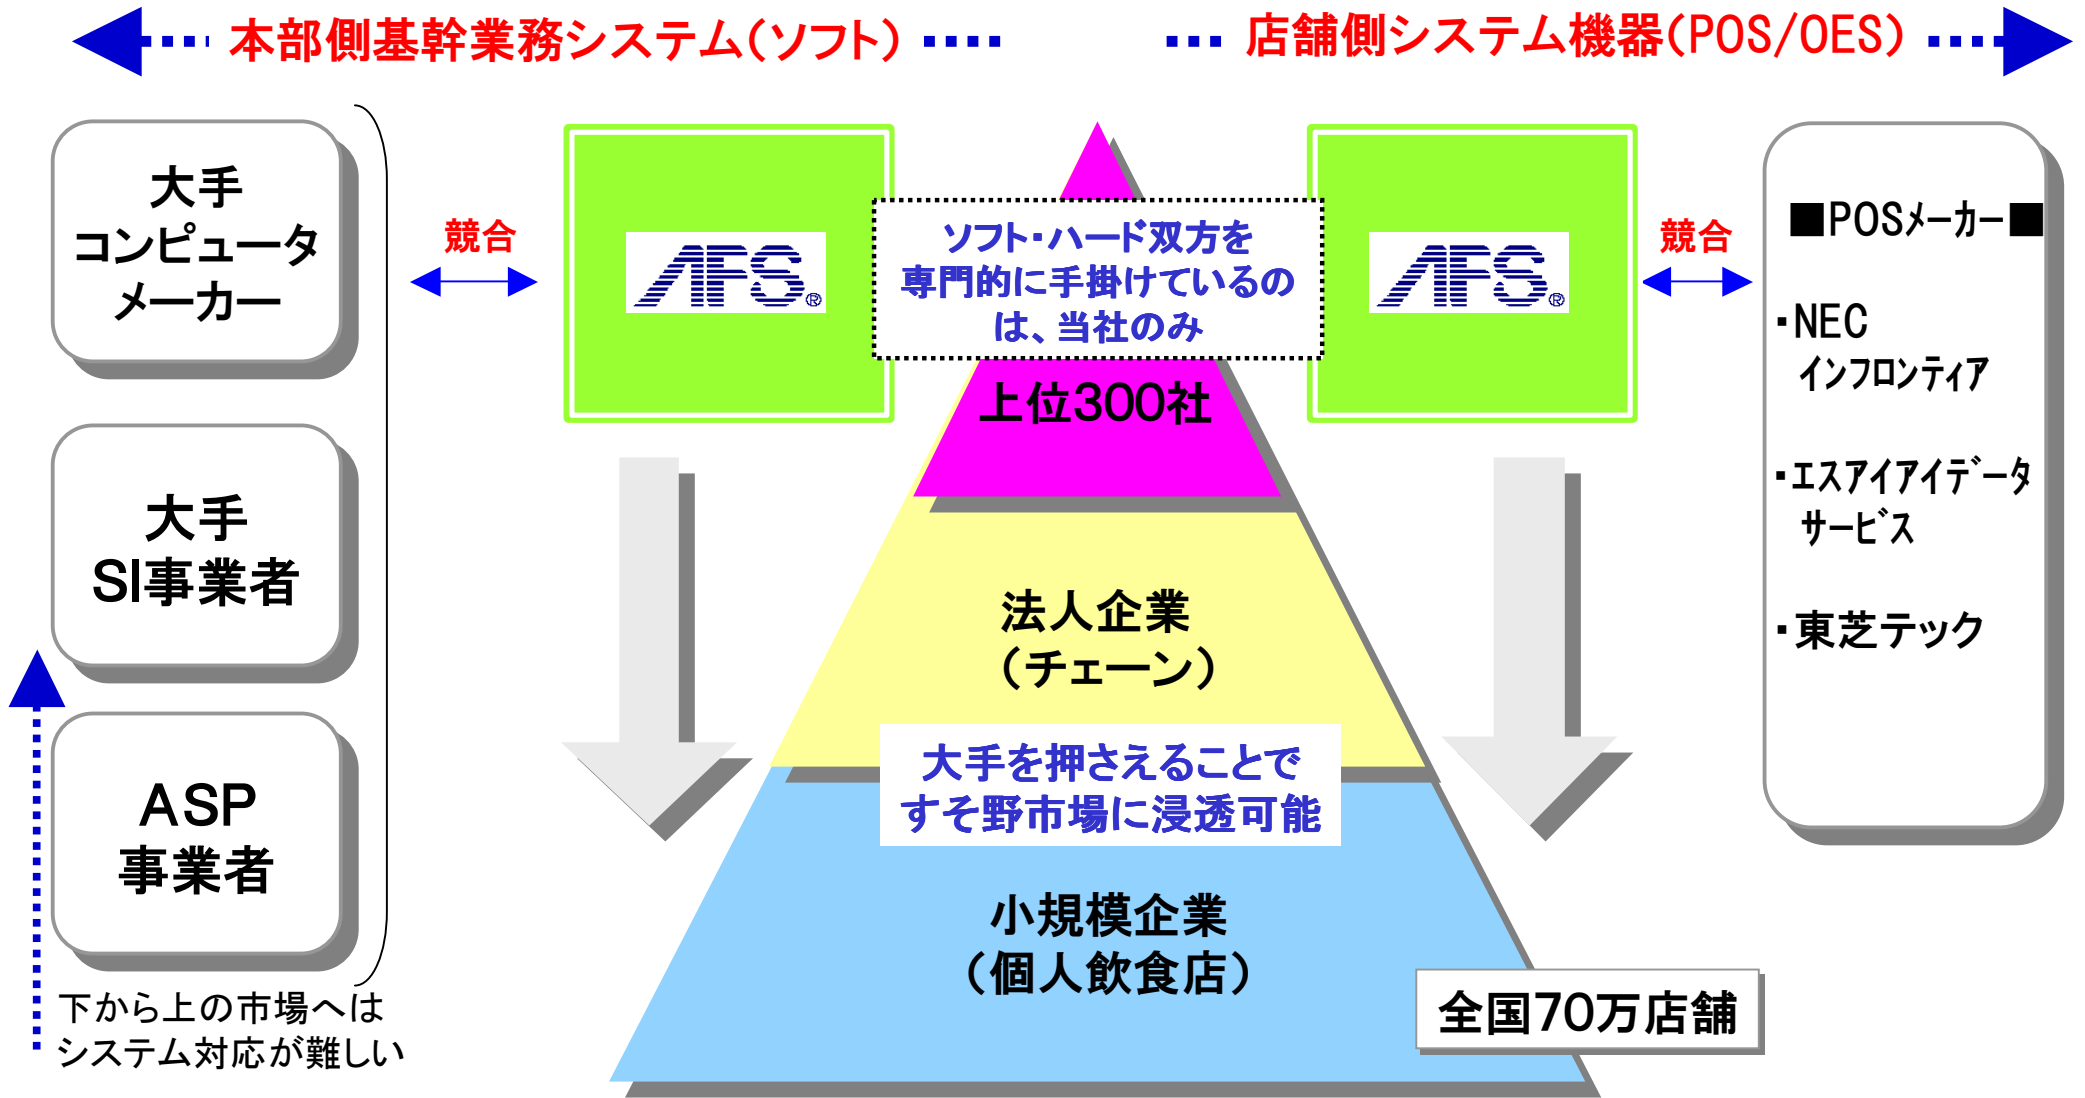 本部側基幹業務システム(ソフト)
店舗側システム機器(POS/OES)
大手
コンピュータ
メーカー
大手
SI事業者
ASP
事業者
下から上の市場へは
システム対応が難しい
競合
AFS®
ソフト・ハード双方を
専門的に手掛けているの
は、当社のみ
上位300社
法人企業
(チェーン)
大手を押さえることで
すそ野市場に浸透可能
小規模企業
(個人飲食店)
全国70万店舗
AFS®
競合
■POSメーカー■
・NEC
インフロンティア
・エスアイアイデータ
サービス
・東芝テック